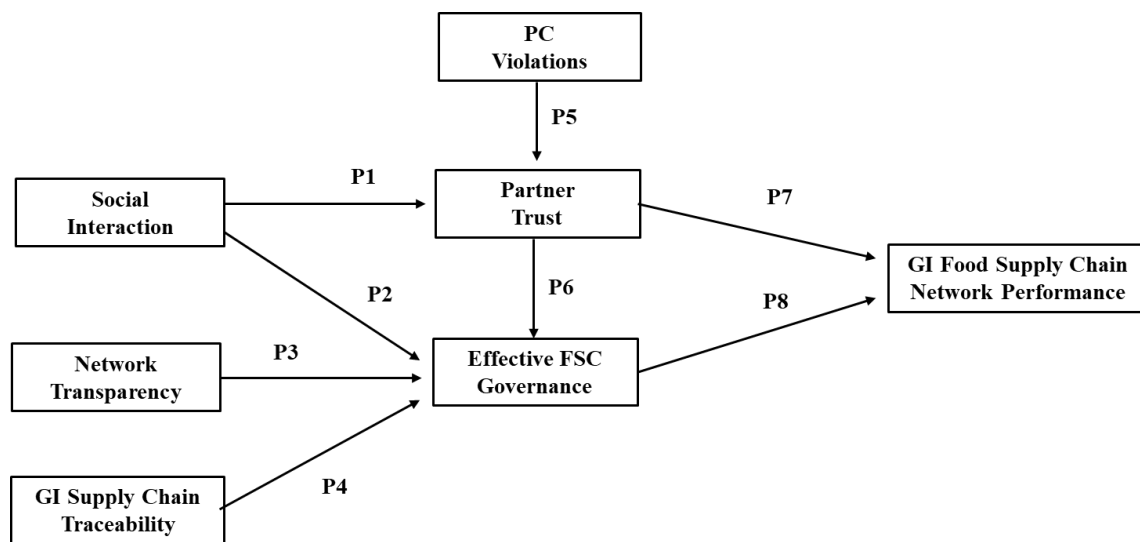 PC
Violations
P5
P1
Social
Interaction
Partner
Trust
P7
P2
P6
GI Food Supply Chain
Network Performance
P8
P3
Network
Transparency
Effective FSC
Governance
P4
GI Supply Chain
Traceability